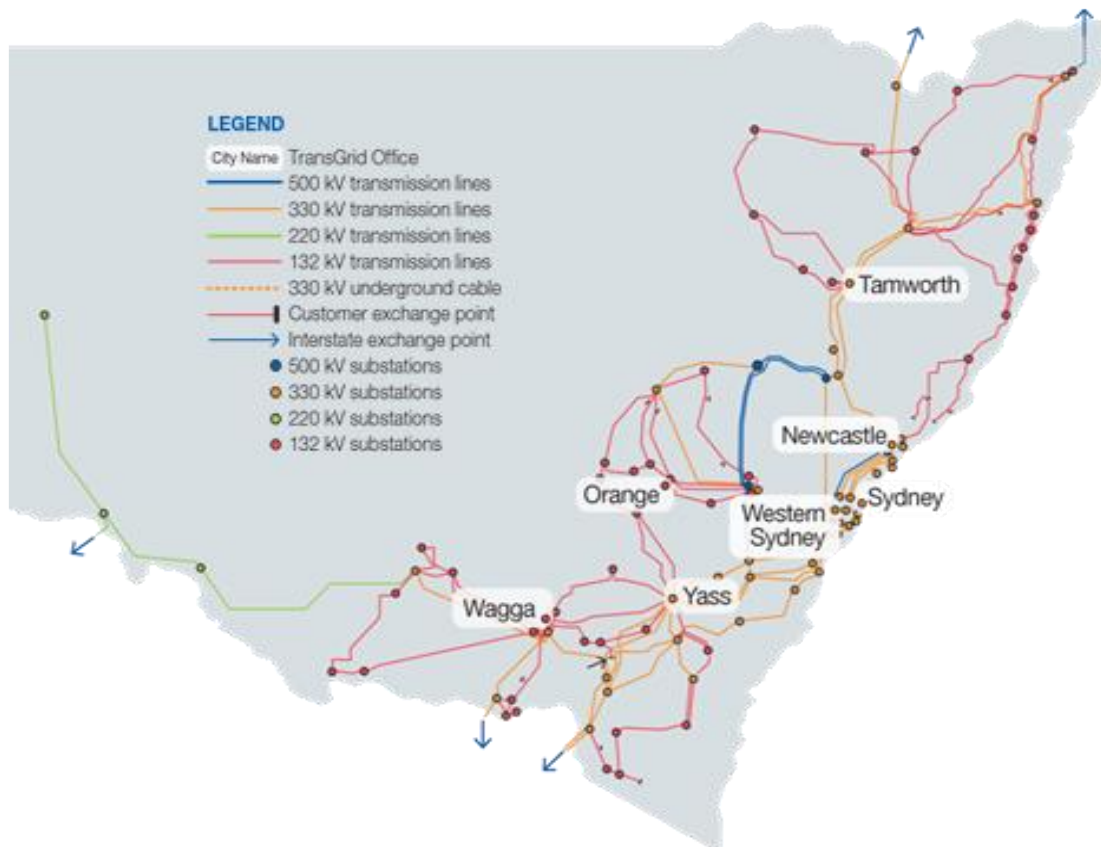 LEGEND
City Name TransGrid Office
500 kV transmission lines
330 kV transmission lines
220 kV transmission lines
132 kV transmission lines
330 kV underground cable
Customer exchange point
Interstate exchange point
500 kV substations
330 kV substations
220 kV substations
132 kV substations
Tamworth
Newcastle
Orange
Sydney
Western
Sydney
Wagga
Yass